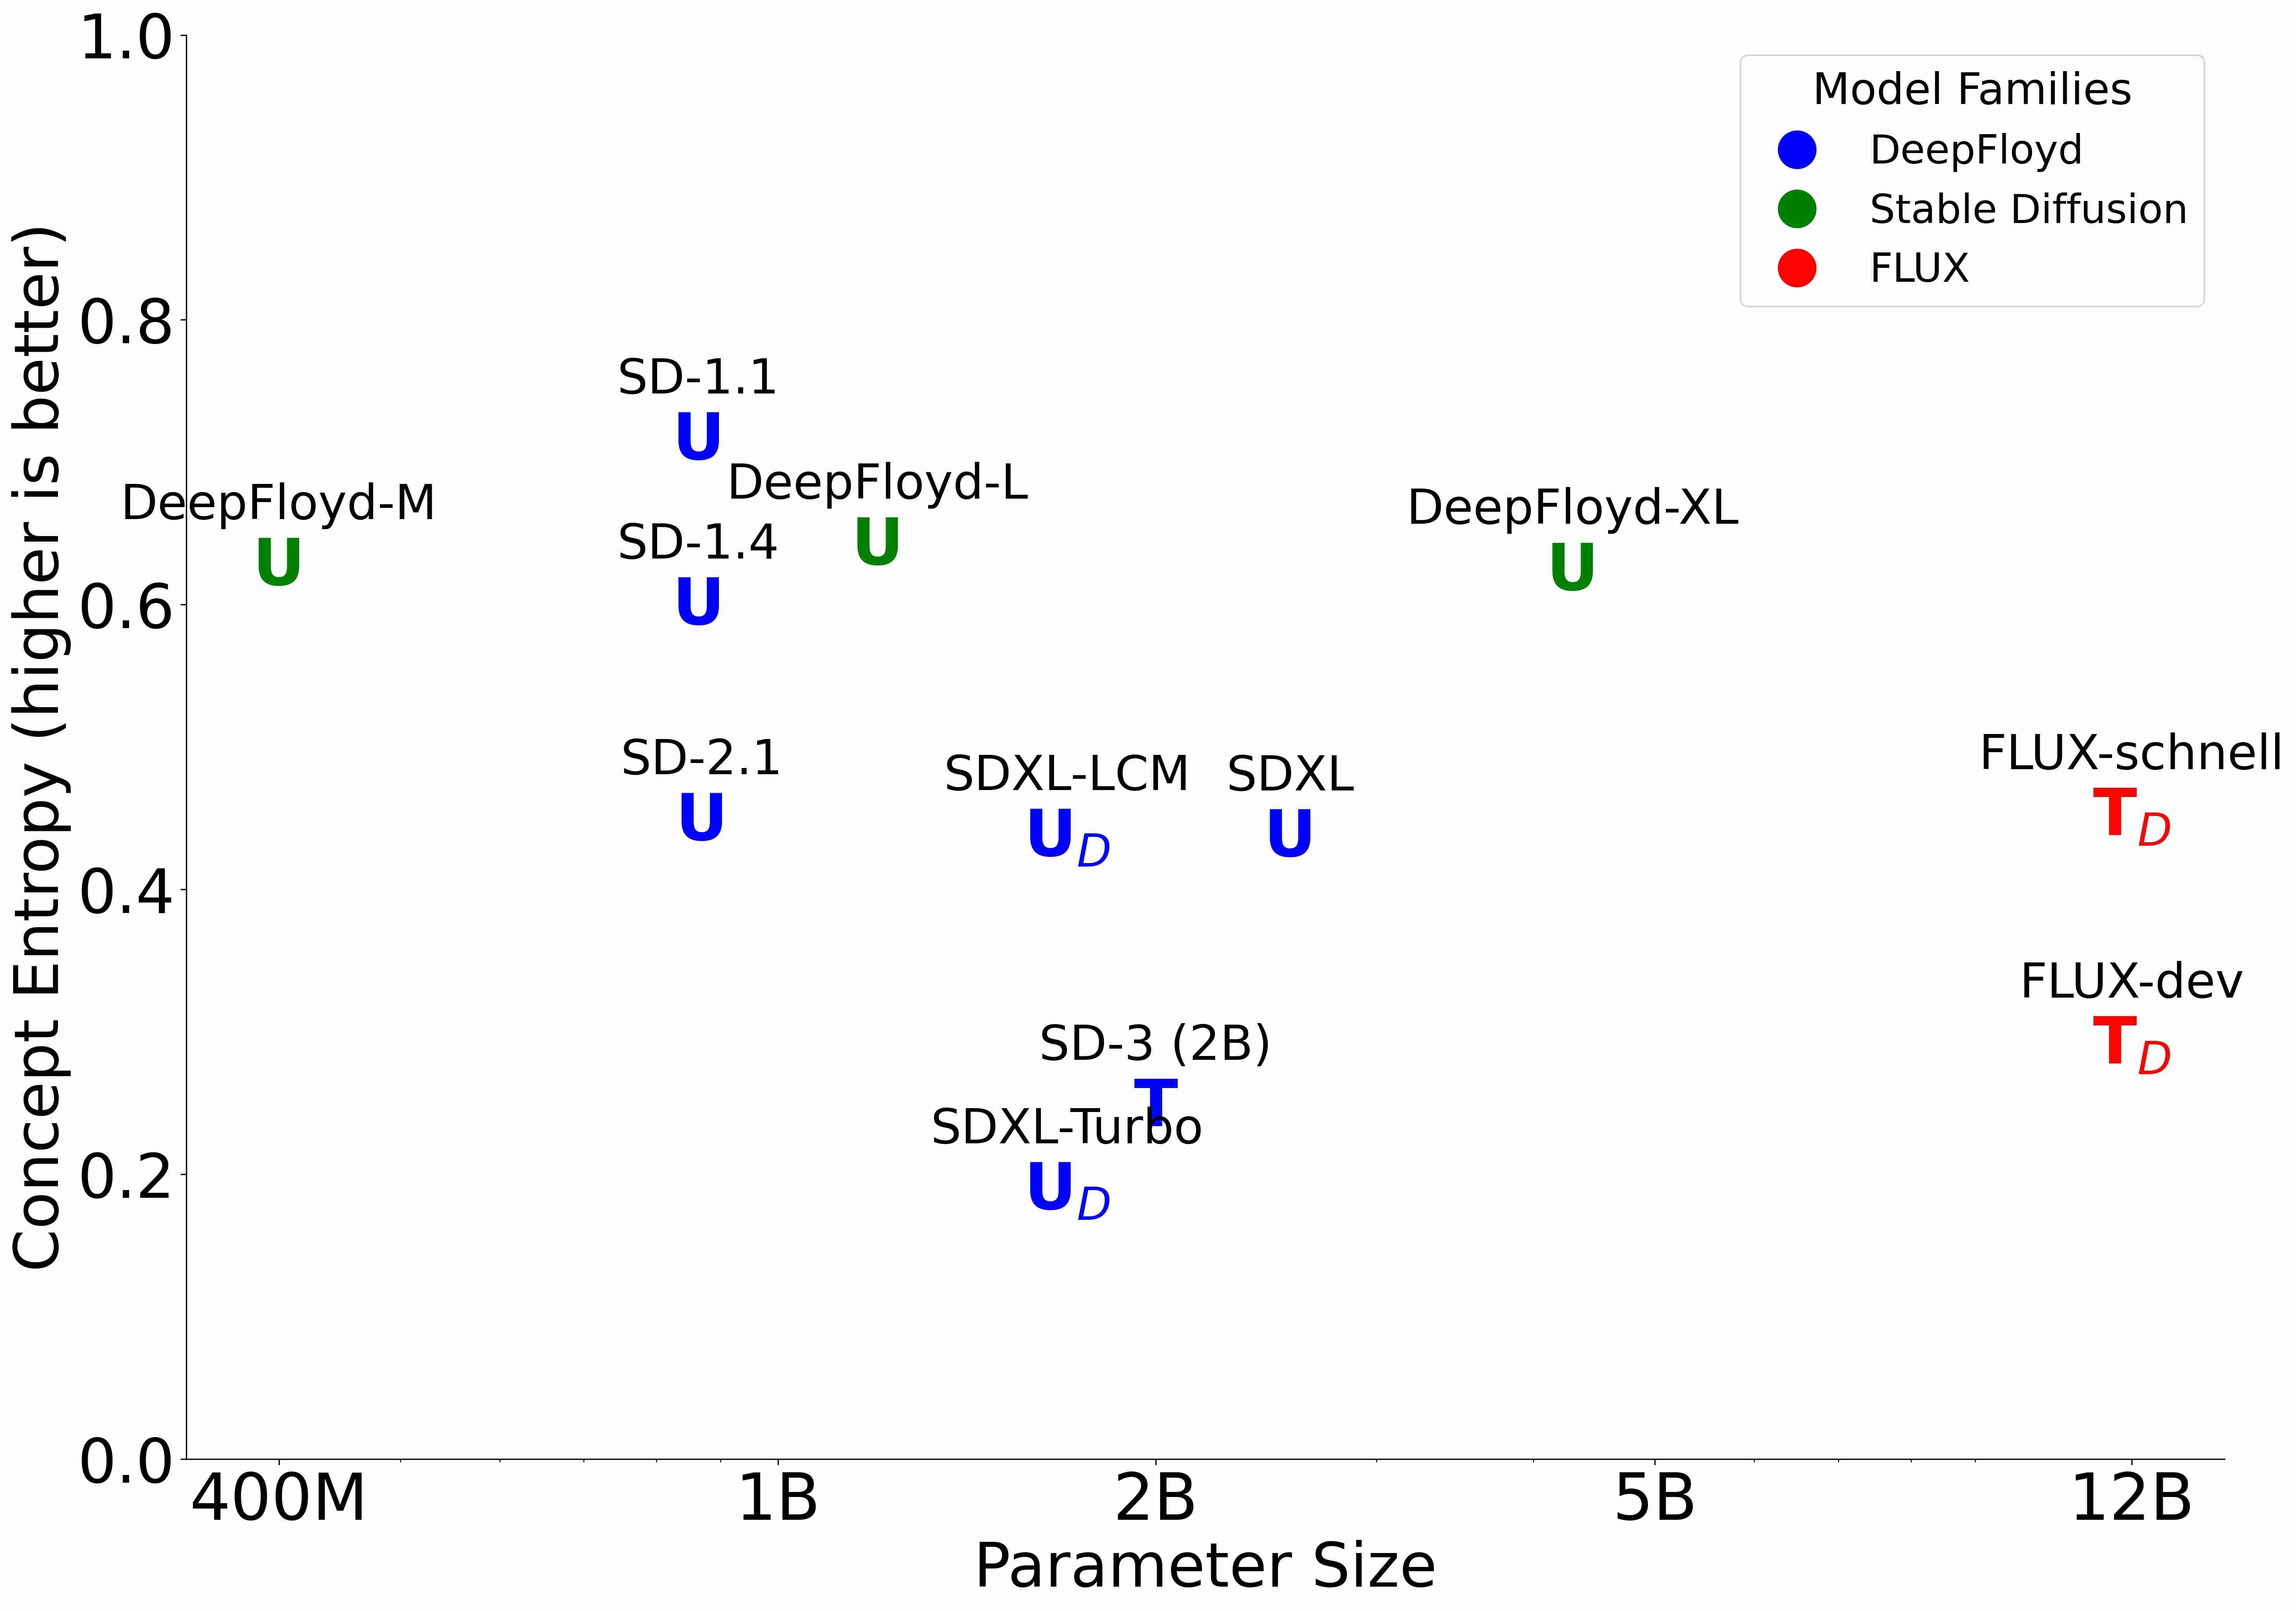 Concept Entropy (higher is better)
1.0
0.8
0.6
0.4
0.2
0.0
Model Families
DeepFloyd
Stable Diffusion
FLUX
SD-1.1
U
DeepFloyd-M
U
DeepFloyd-L
U
SD-1.4
U
DeepFloyd-XL
U
SD-2.1
U
SDXL-LCM
U_D
SDXL
U
FLUX-schnell
T_D
FLUX-dev
T_D
SD-3 (2B)
T
SDXL-Turbo
U_D
400M
1B
2B
5B
12B
Parameter Size